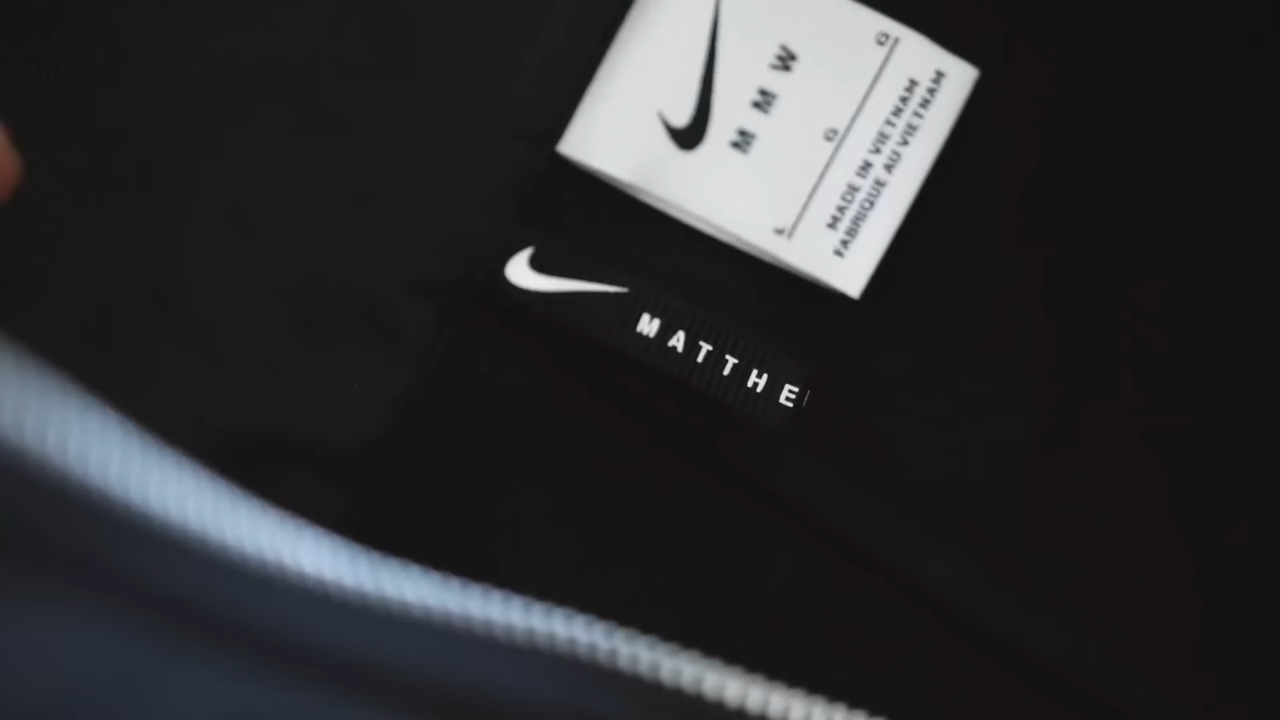 M M W
L G G
MADE IN VIETNAM
FABRIQUE AU VIETNAM
MATTHE